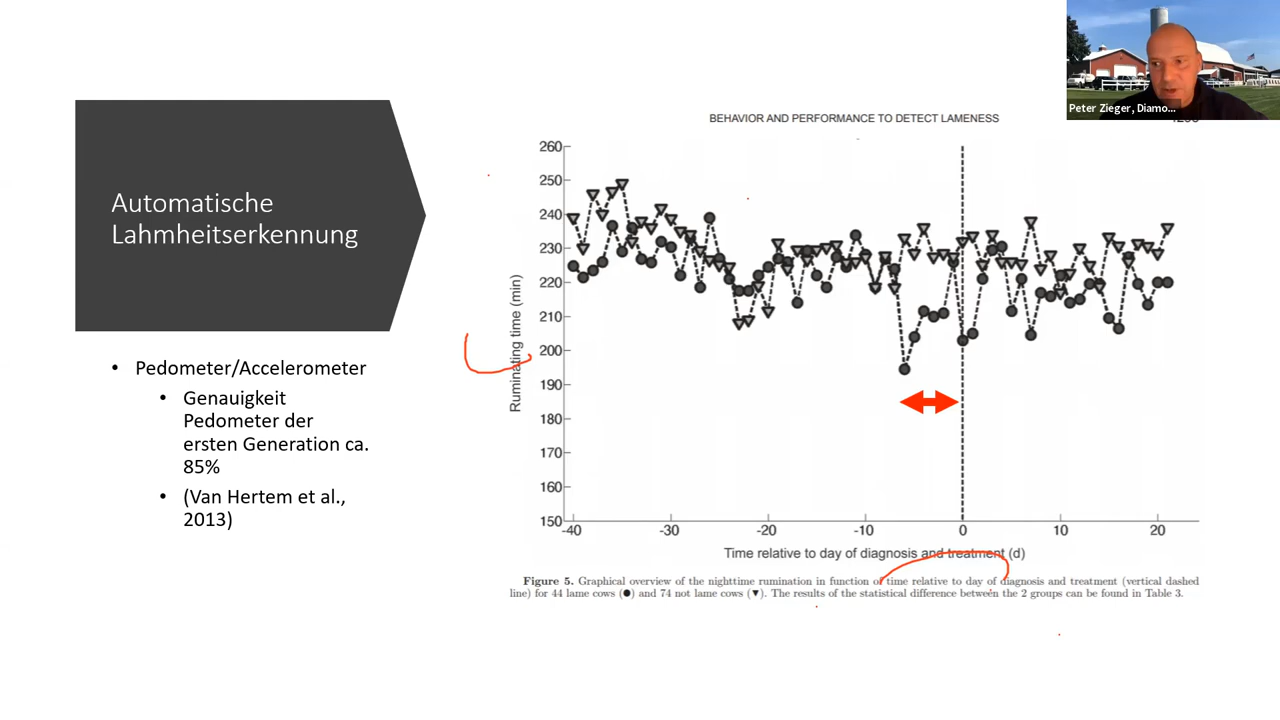 Peter Zieger, Diamo...
BEHAVIOR AND PERFORMANCE TO DETECT LAMENESS
Automatische
Lahmheitserkennung
• Pedometer/Accelerometer
• Genauigkeit
Pedometer der
ersten Generation ca.
85%
• (Van Hertem et al.,
2013)
Ruminating time (min)
260
250
240
230
220
210
200
190
180
170
160
150
-40 -30 -20 -10 0 10 20
Time relative to day of diagnosis and treatment (d)
Figure 5. Graphical overview of the nighttime rumination in function of time relative to day of diagnosis and treatment (vertical dashed
line) for 44 lame cows (●) and 74 not lame cows (▼). The results of the statistical difference between the 2 groups can be found in Table 3.